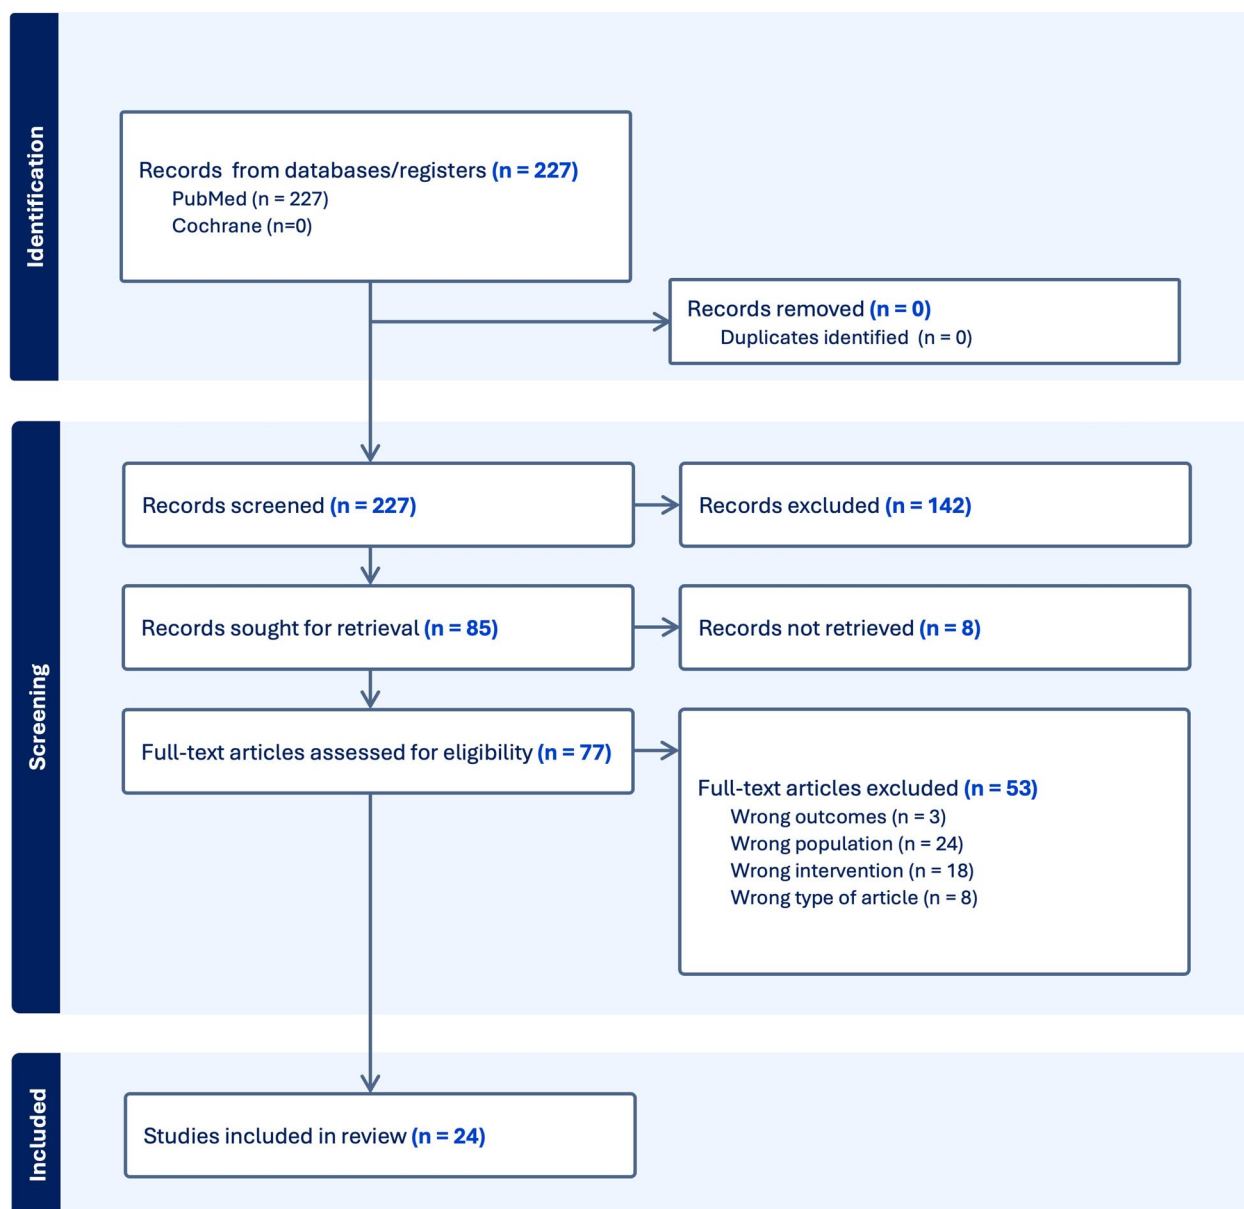 Identification
Records  from databases/registers (n = 227)
PubMed (n = 227)
Cochrane (n=0)
Records removed (n = 0)
Duplicates identified  (n = 0)
Screening
Records screened (n = 227)
Records excluded (n = 142)
Records sought for retrieval (n = 85)
Records not retrieved (n = 8)
Full-text articles assessed for eligibility (n = 77)
Full-text articles excluded (n = 53)
Wrong outcomes (n = 3)
Wrong population (n = 24)
Wrong intervention (n = 18)
Wrong type of article (n = 8)
Included
Studies included in review (n = 24)